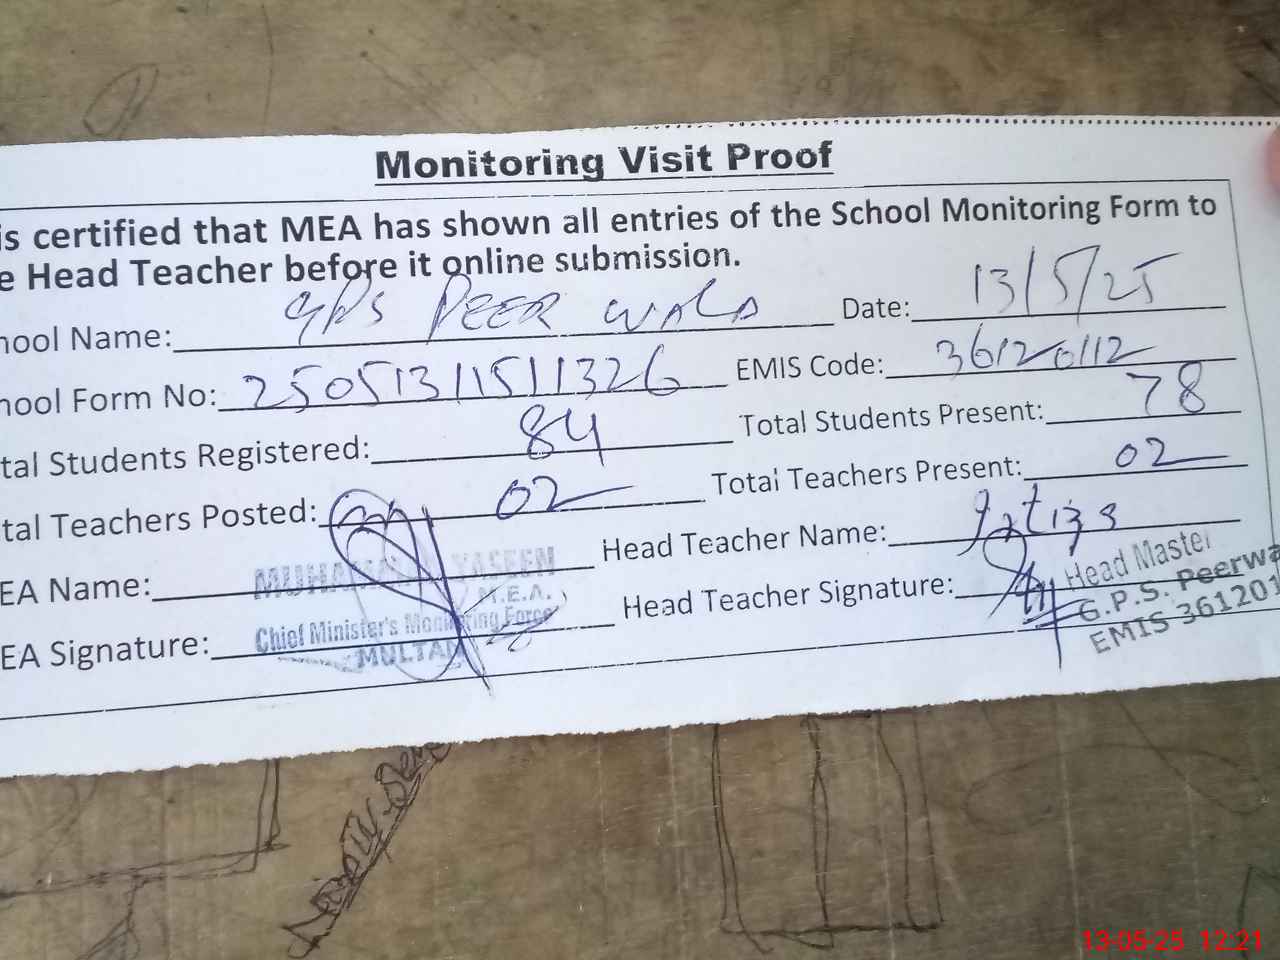 Monitoring Visit Proof
is certified that MEA has shown all entries of the School Monitoring Form to
e Head Teacher before it online submission.
hool Name: GPS PEER WALA Date: 13/5/25
hool Form No: 25051311511326 EMIS Code: 36120112
tal Students Registered: 84 Total Students Present: 78
tal Teachers Posted: 02 Total Teachers Present: 02
EA Name: Head Teacher Name:
YASEEN
M.E.A.
Chief Minister's Monitoring Force
MULTAN
EA Signature: Head Teacher Signature:
Head Master
G.P.S. Peerwa
EMIS 361201
13-05-25 12:21